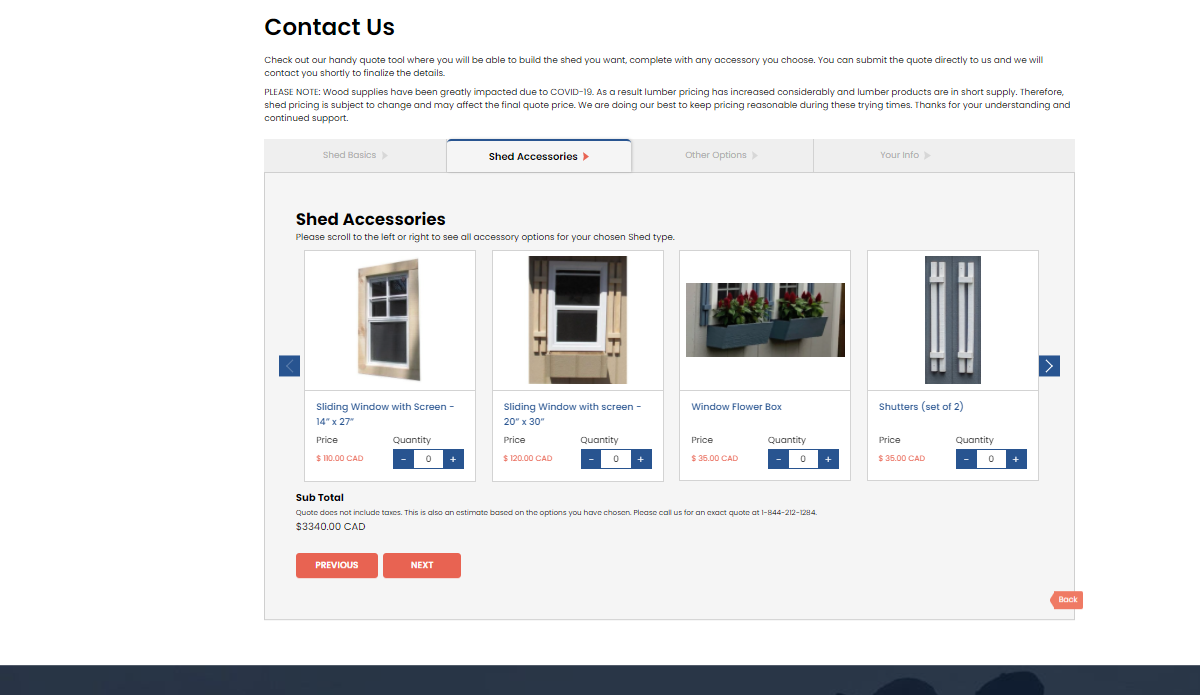 Contact Us
Check out our handy quote tool where you will be able to build the shed you want, complete with any accessory you choose. You can submit the quote directly to us and we will
contact you shortly to finalize the details.
PLEASE NOTE: Wood supplies have been greatly impacted due to COVID-19. As a result lumber pricing has increased considerably and lumber products are in short supply. Therefore,
shed pricing is subject to change and may affect the final quote price. We are doing our best to keep pricing reasonable during these trying times. Thanks for your understanding and
continued support.
Shed Basics
Shed Accessories
Other Options
Your Info
Shed Accessories
Please scroll to the left or right to see all accessory options for your chosen Shed type.
Sliding Window with Screen -
14” x 27”
Price Quantity
$ 110.00 CAD - 0 +
Sliding Window with screen -
20” x 30”
Price Quantity
$ 120.00 CAD - 0 +
Window Flower Box
Price Quantity
$ 35.00 CAD - 0 +
Shutters (set of 2)
Price Quantity
$ 35.00 CAD - 0 +
Sub Total
Quote does not include taxes. This is also an estimate based on the options you have chosen. Please call us for an exact quote at 1-844-212-1284.
$3340.00 CAD
PREVIOUS
NEXT
Back